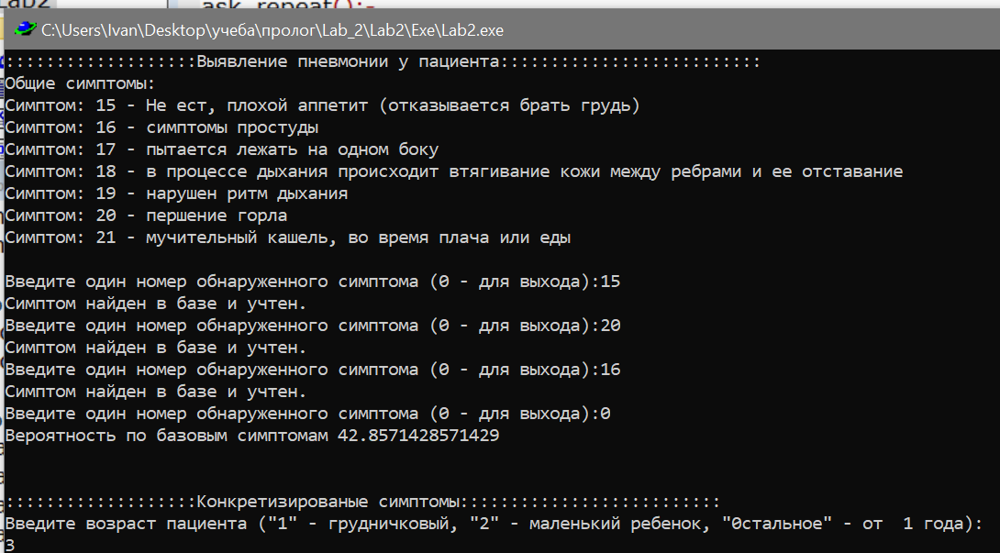 Lab2
ask_repeat():-
C:\Users\Ivan\Desktop\учеба\пролог\Lab_2\Lab2\Exe\Lab2.exe
:::::::::::::::::::Выявление пневмонии у пациента::::::::::::::::::::::::::
Общие симптомы:
Симптом: 15 - Не ест, плохой аппетит (отказывается брать грудь)
Симптом: 16 - симптомы простуды
Симптом: 17 - пытается лежать на одном боку
Симптом: 18 - в процессе дыхания происходит втягивание кожи между ребрами и ее отставание
Симптом: 19 - нарушен ритм дыхания
Симптом: 20 - першение горла
Симптом: 21 - мучительный кашель, во время плача или еды
Введите один номер обнаруженного симптома (0 - для выхода):15
Симптом найден в базе и учтен.
Введите один номер обнаруженного симптома (0 - для выхода):20
Симптом найден в базе и учтен.
Введите один номер обнаруженного симптома (0 - для выхода):16
Симптом найден в базе и учтен.
Введите один номер обнаруженного симптома (0 - для выхода):0
Вероятность по базовым симптомам 42.8571428571429
:::::::::::::::::::Конкретизированые симптомы::::::::::::::::::::::::::
Введите возраст пациента ("1" - грудничковый, "2" - маленький ребенок, "0стальное" - от  1 года):
3